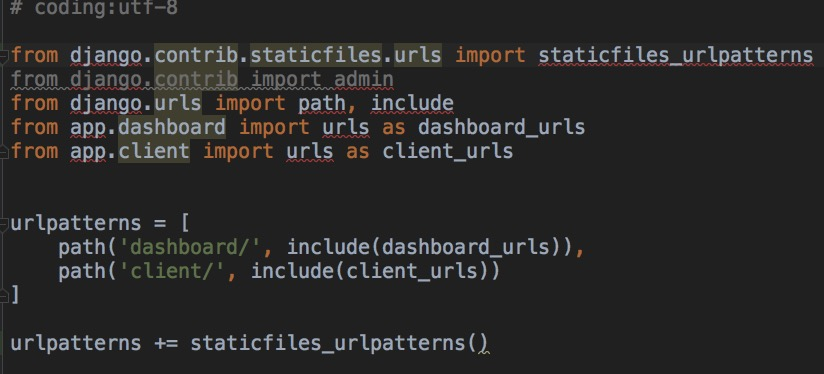 # coding:utf-8
from django.contrib.staticfiles.urls import staticfiles_urlpatterns
from django.contrib import admin
from django.urls import path, include
from app.dashboard import urls as dashboard_urls
from app.client import urls as client_urls
urlpatterns = [
    path('dashboard/', include(dashboard_urls)),
    path('client/', include(client_urls))
]
urlpatterns += staticfiles_urlpatterns()